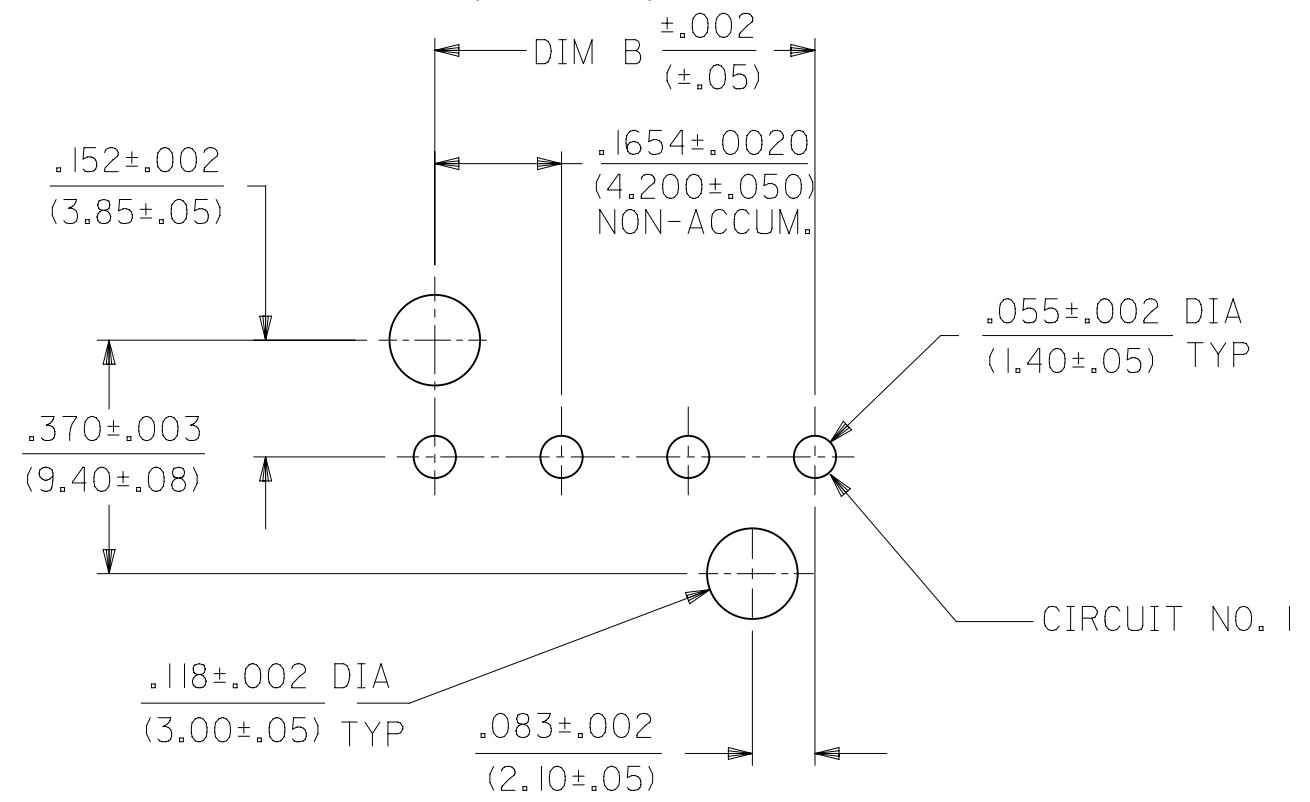 DIM B ±.002
(±.05)
.152±.002
(3.85±.05)
.1654±.0020
(4.200±.050)
NON-ACCUM.
.055±.002 DIA
(1.40±.05) TYP
.370±.003
(9.40±.08)
CIRCUIT NO. 1
.118±.002 DIA
(3.00±.05) TYP
.083±.002
(2.10±.05)